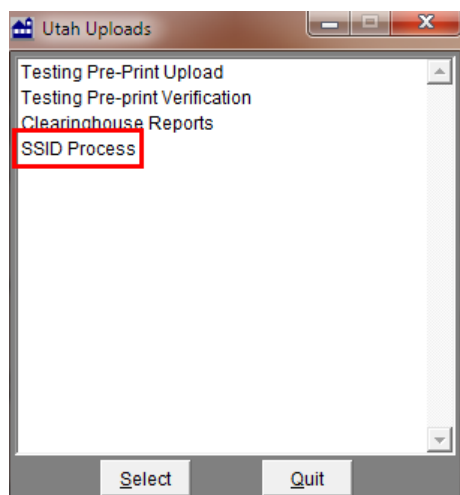 Utah Uploads
Testing Pre-Print Upload
Testing Pre-print Verification
Clearinghouse Reports
SSID Process
Select Quit